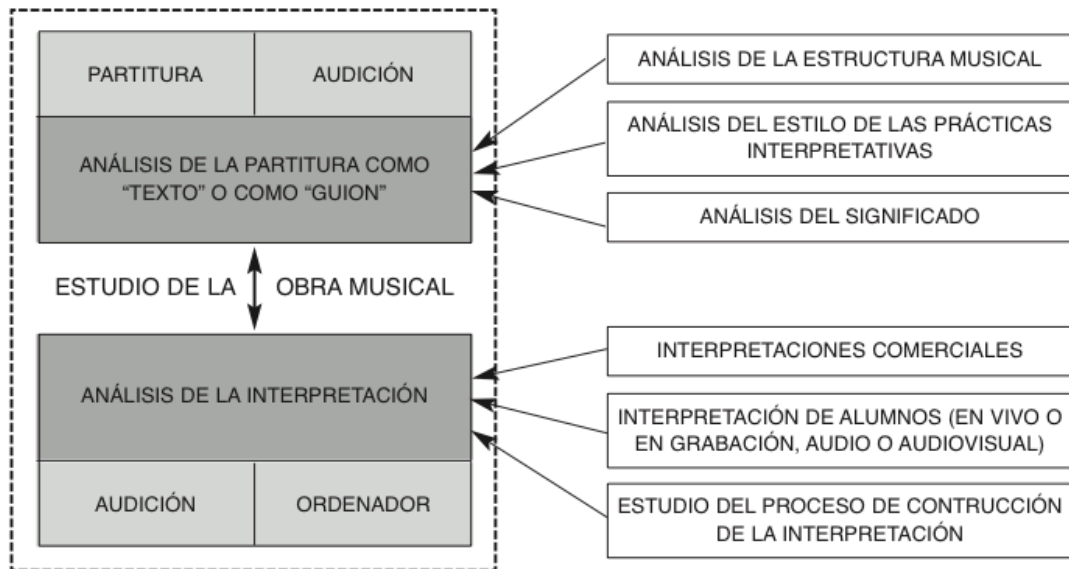 PARTITURA
AUDICIÓN
ANÁLISIS DE LA PARTITURA COMO
“TEXTO” O COMO “GUION”
ESTUDIO DE LA OBRA MUSICAL
ANÁLISIS DE LA INTERPRETACIÓN
AUDICIÓN
ORDENADOR
ANÁLISIS DE LA ESTRUCTURA MUSICAL
ANÁLISIS DEL ESTILO DE LAS PRÁCTICAS
INTERPRETATIVAS
ANÁLISIS DEL SIGNIFICADO
INTERPRETACIONES COMERCIALES
INTERPRETACIÓN DE ALUMNOS (EN VIVO O
EN GRABACIÓN, AUDIO O AUDIOVISUAL)
ESTUDIO DEL PROCESO DE CONTRUCCIÓN
DE LA INTERPRETACIÓN